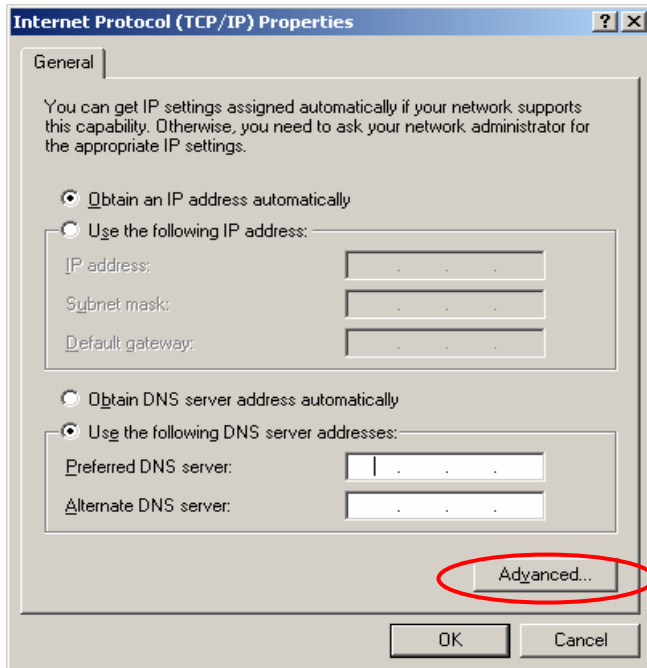 Internet Protocol (TCP/IP) Properties
General
You can get IP settings assigned automatically if your network supports
this capability. Otherwise, you need to ask your network administrator for
the appropriate IP settings.
Obtain an IP address automatically
Use the following IP address:
IP address:
Subnet mask:
Default gateway:
Obtain DNS server address automatically
Use the following DNS server addresses:
Preferred DNS server:
Alternate DNS server:
Advanced...
OK Cancel